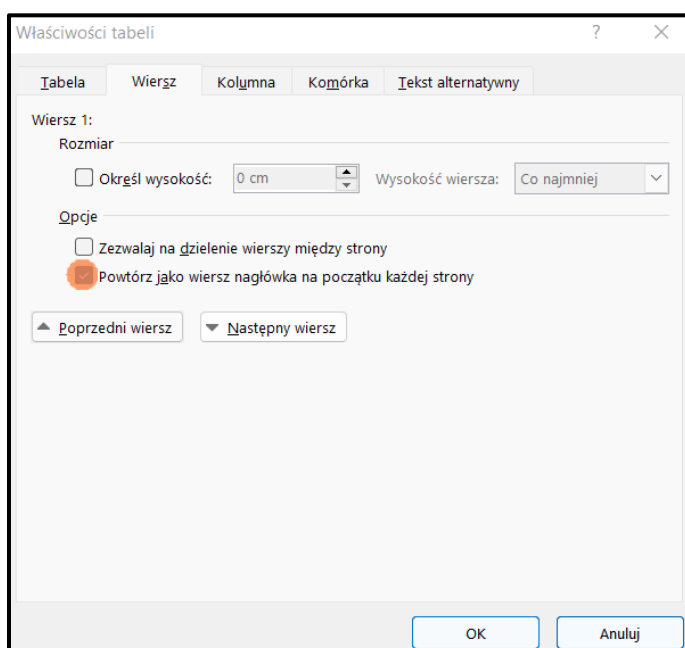 Właściwości tabeli ?
Tabela Wiersz Kolumna Komórka Tekst alternatywny
Wiersz 1:
Rozmiar
Określ wysokość: 0 cm Wysokość wiersza: Co najmniej
Opcje
Zezwalaj na dzielenie wierszy między strony
Powtórz jako wiersz nagłówka na początku każdej strony
Poprzedni wiersz Następny wiersz
OK Anuluj